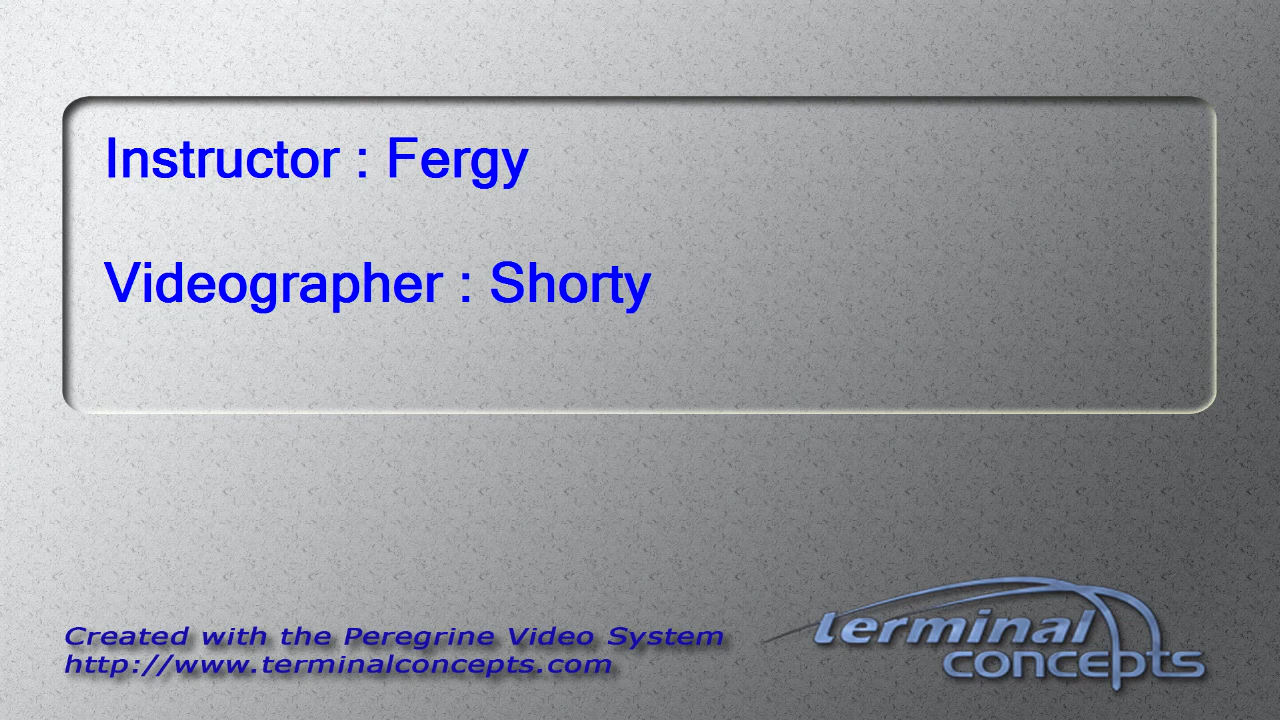 Instructor : Fergy
Videographer : Shorty
Created with the Peregrine Video System
http://www.terminalconcepts.com
terminal
concepts